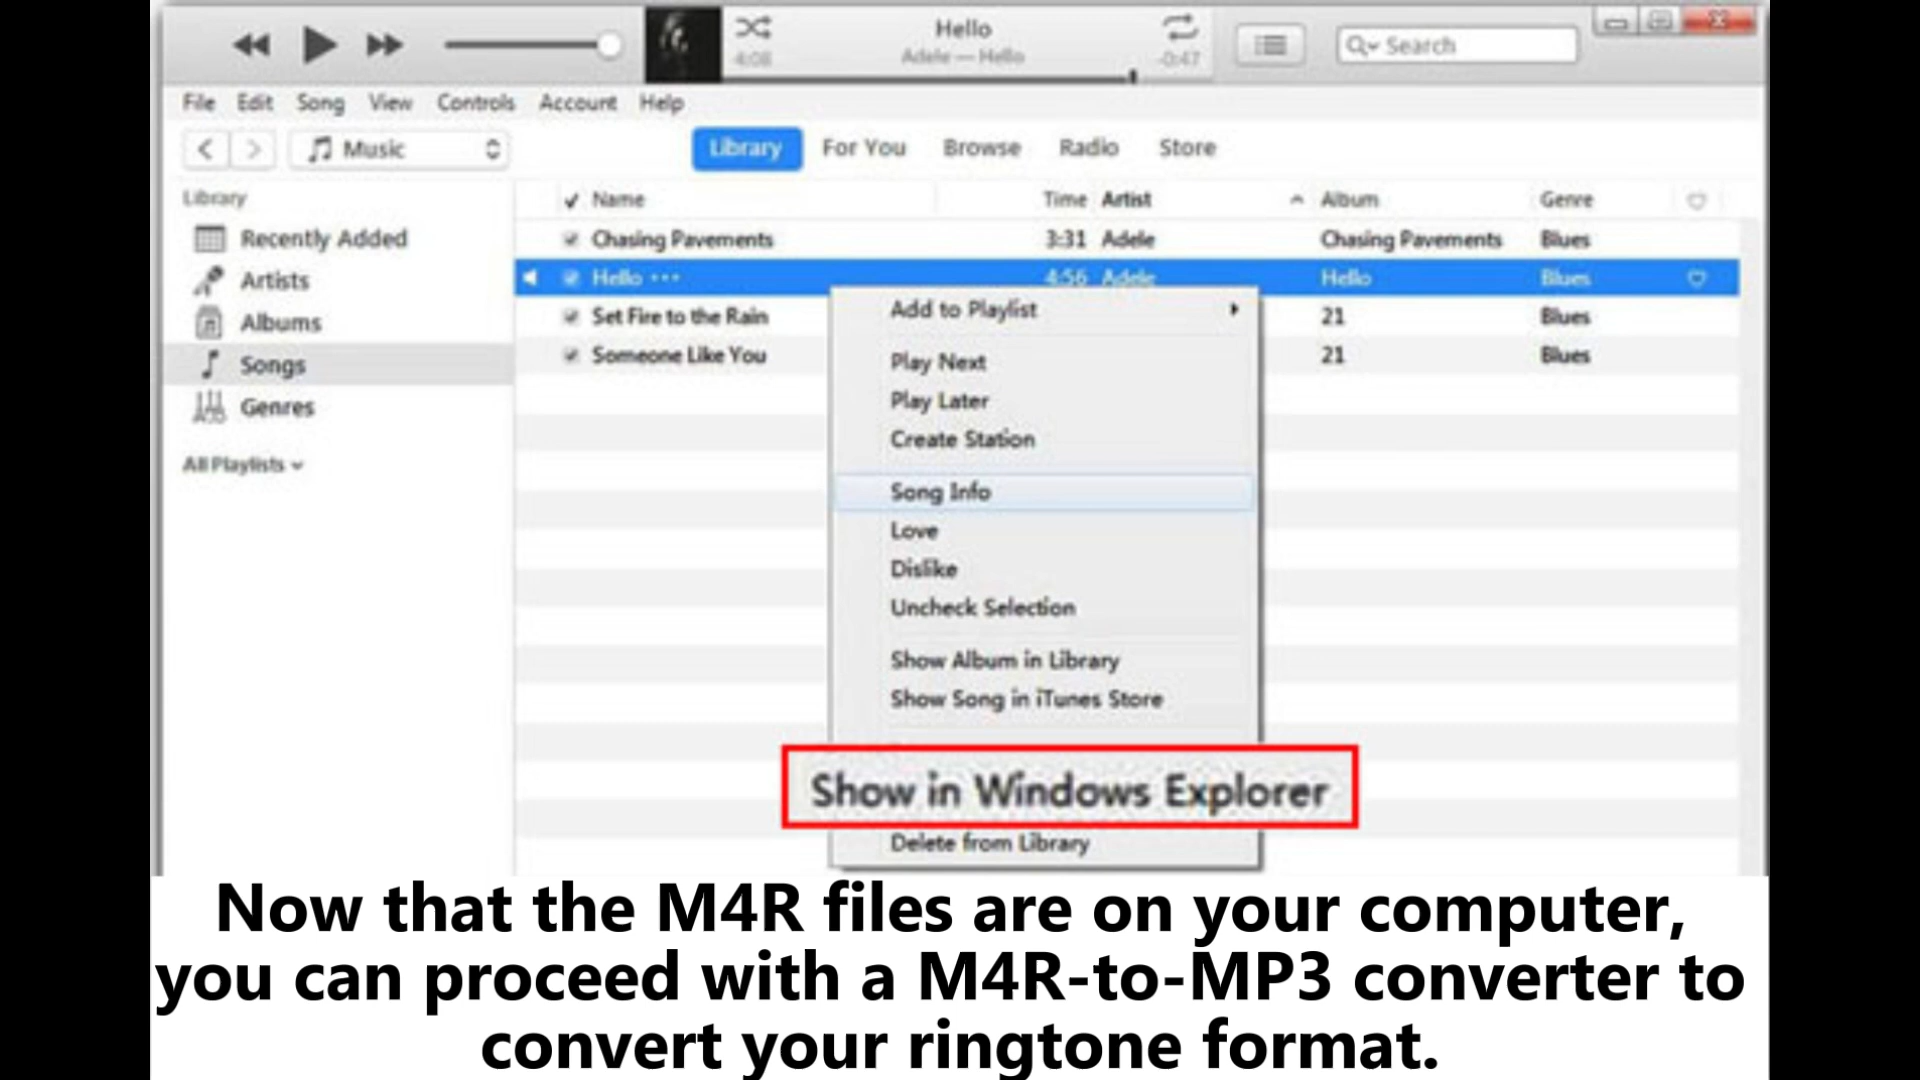 Hello
4:08
Adele — Hello
-0:47
Search
File Edit Song View Controls Account Help
Music
Library For You Browse Radio Store
Library
Recently Added
Artists
Albums
Songs
Genres
All Playlists
Name Time Artist Album Genre
Chasing Pavements 3:31 Adele Chasing Pavements Blues
Hello ••• 4:56 Adele Hello Blues
Set Fire to the Rain 21 Blues
Someone Like You 21 Blues
Add to Playlist
Play Next
Play Later
Create Station
Song Info
Love
Dislike
Uncheck Selection
Show Album in Library
Show Song in iTunes Store
Show in Windows Explorer
Delete from Library
Now that the M4R files are on your computer,
you can proceed with a M4R-to-MP3 converter to
convert your ringtone format.